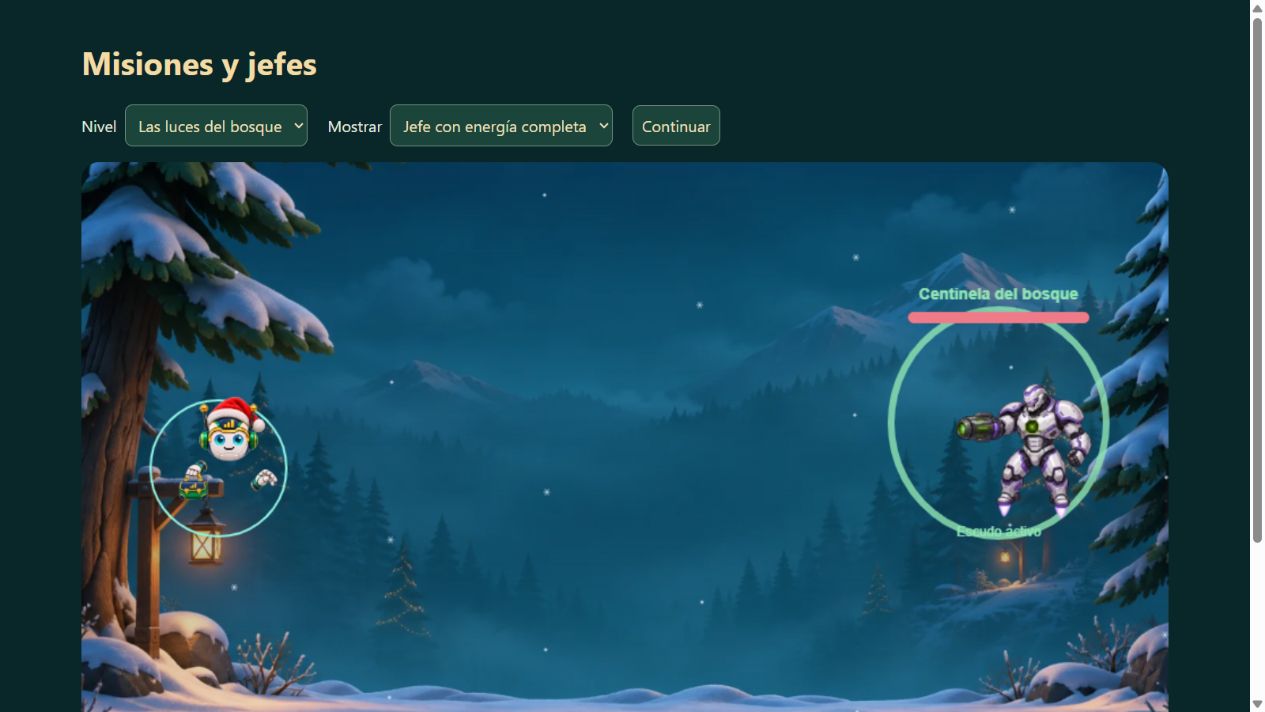 Misiones y jefes
Nivel Las luces del bosque Mostrar Jefe con energía completa Continuar
Centinela del bosque
Escudo activo